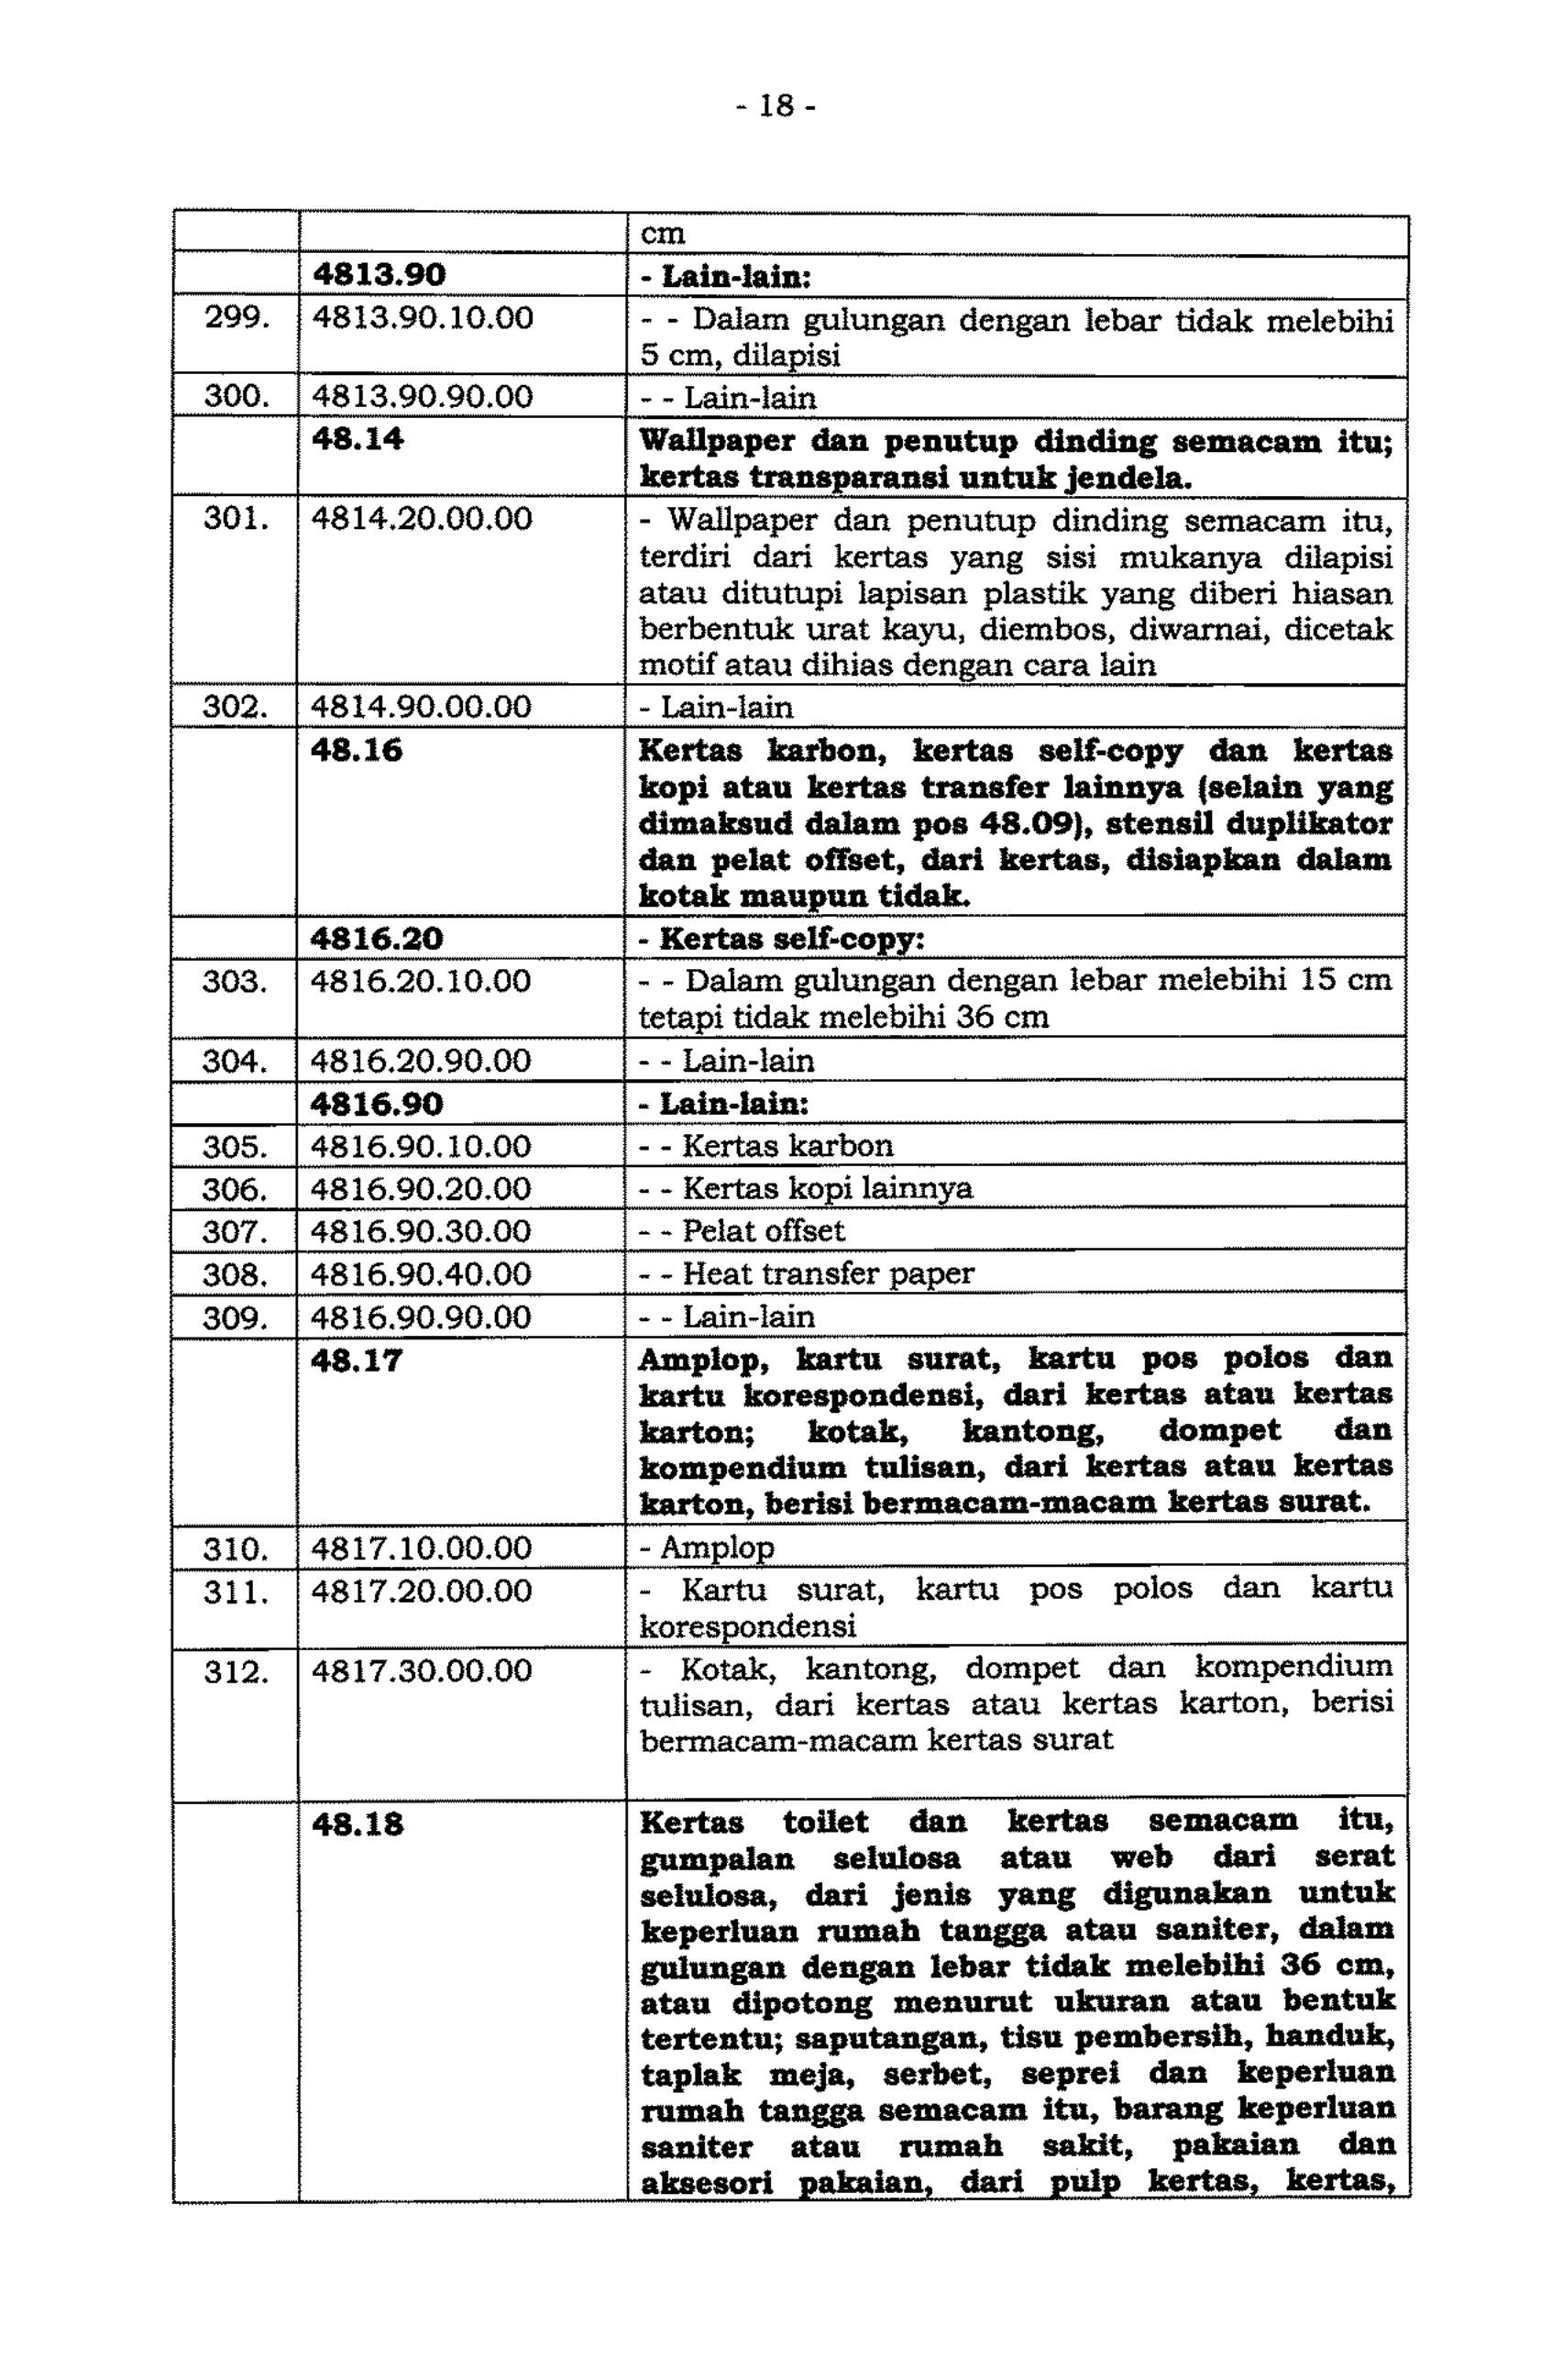 - 18 -
cm
4813.90 - Lain-lain:
299. 4813.90.10.00 - - Dalam gulungan dengan lebar tidak melebihi
5 cm, dilapisi
300. 4813.90.90.00 - - Lain-lain
48.14 Wallpaper dan penutup dinding semacam itu;
kertas transparansi untuk jendela.
301. 4814.20.00.00 - Wallpaper dan penutup dinding semacam itu,
terdiri dari kertas yang sisi mukanya dilapisi
atau ditutupi lapisan plastik yang diberi hiasan
berbentuk urat kayu, diembos, diwarnai, dicetak
motif atau dihias dengan cara lain
302. 4814.90.00.00 - Lain-lain
48.16 Kertas karbon, kertas self-copy dan kertas
kopi atau kertas transfer lainnya (selain yang
dimaksud dalam pos 48.09), stensil duplikator
dan pelat offset, dari kertas, disiapkan dalam
kotak maupun tidak.
4816.20 - Kertas self-copy:
303. 4816.20.10.00 - - Dalam gulungan dengan lebar melebihi 15 cm
tetapi tidak melebihi 36 cm
304. 4816.20.90.00 - - Lain-lain
4816.90 - Lain-lain:
305. 4816.90.10.00 - - Kertas karbon
306. 4816.90.20.00 - - Kertas kopi lainnya
307. 4816.90.30.00 - - Pelat offset
308. 4816.90.40.00 - - Heat transfer paper
309. 4816.90.90.00 - - Lain-lain
48.17 Amplop, kartu surat, kartu pos polos dan
kartu korespondensi, dari kertas atau kertas
karton; kotak, kantong, dompet dan
kompendium tulisan, dari kertas atau kertas
karton, berisi bermacam-macam kertas surat.
310. 4817.10.00.00 - Amplop
311. 4817.20.00.00 - Kartu surat, kartu pos polos dan kartu
korespondensi
312. 4817.30.00.00 - Kotak, kantong, dompet dan kompendium
tulisan, dari kertas atau kertas karton, berisi
bermacam-macam kertas surat
48.18 Kertas toilet dan kertas semacam itu,
gumpalan selulosa atau web dari serat
selulosa, dari jenis yang digunakan untuk
keperluan rumah tangga atau saniter, dalam
gulungan dengan lebar tidak melebihi 36 cm,
atau dipotong menurut ukuran atau bentuk
tertentu; saputangan, tisu pembersih, handuk,
taplak meja, serbet, seprei dan keperluan
rumah tangga semacam itu, barang keperluan
saniter atau rumah sakit, pakaian dan
aksesori pakaian, dari pulp kertas, kertas,